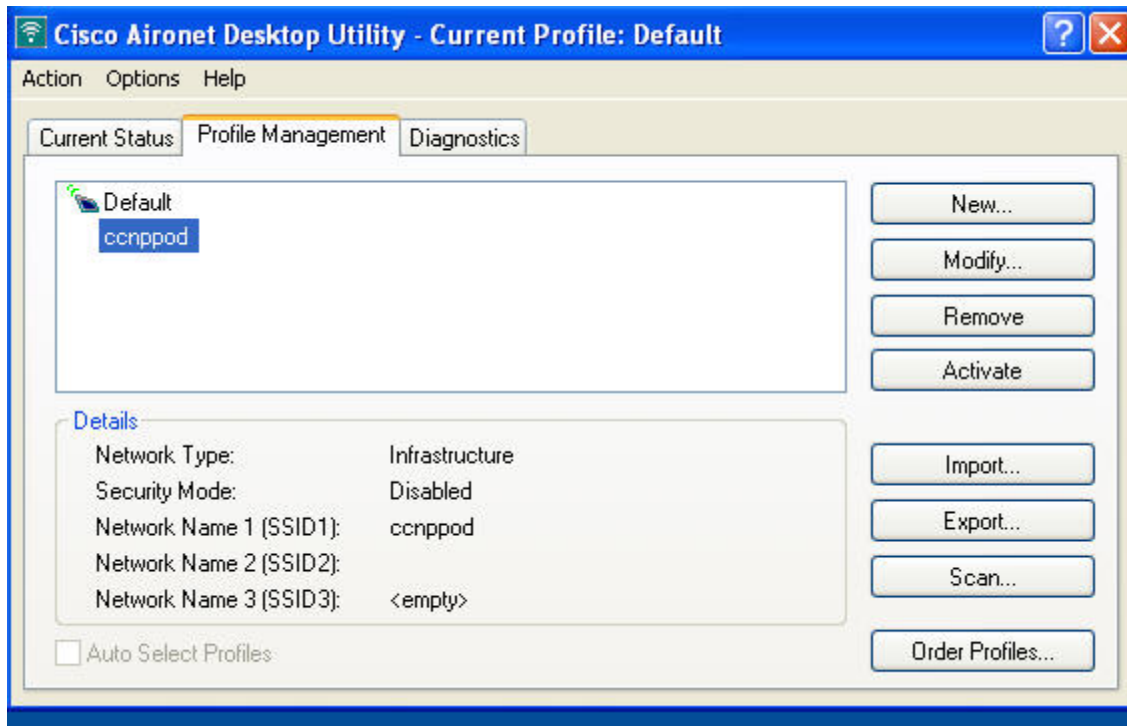 Cisco Aironet Desktop Utility - Current Profile: Default
Action Options Help
Current Status Profile Management Diagnostics
Default
ccnppod
New...
Modify...
Remove
Activate
Details
Network Type: Infrastructure
Security Mode: Disabled
Network Name 1 (SSID1): ccnppod
Network Name 2 (SSID2):
Network Name 3 (SSID3): <empty>
Import...
Export...
Scan...
Auto Select Profiles
Order Profiles...